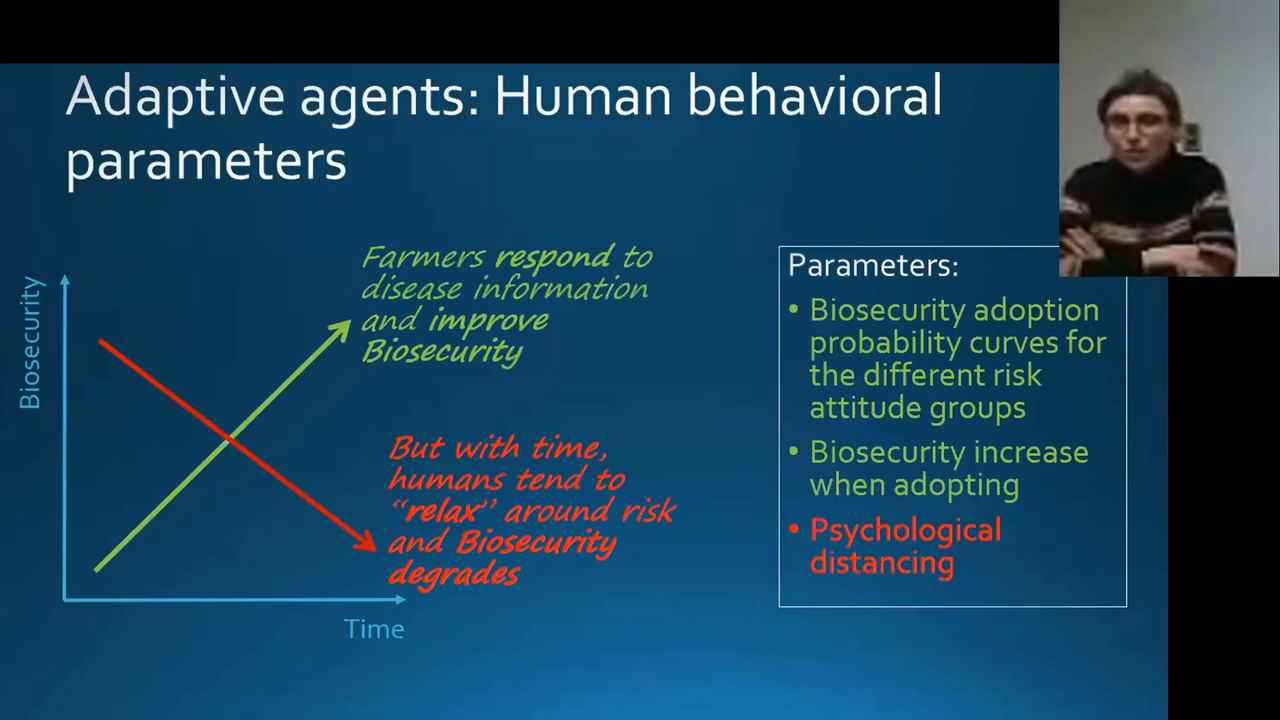 Adaptive agents: Human behavioral
parameters
Biosecurity
Time
Farmers respond to
disease information
and improve
Biosecurity
But with time,
humans tend to
“relax” around risk
and Biosecurity
degrades
Parameters:
• Biosecurity adoption
probability curves for
the different risk
attitude groups
• Biosecurity increase
when adopting
• Psychological
distancing